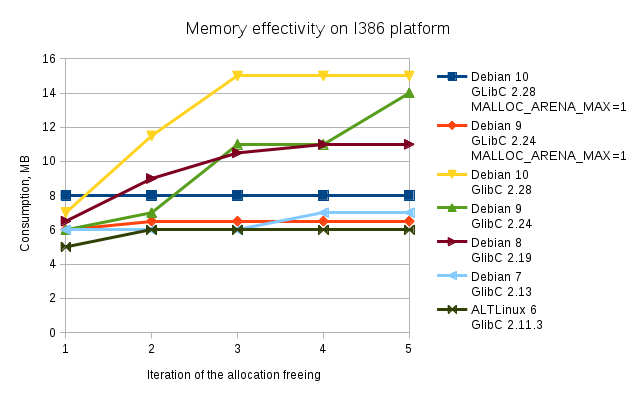 Memory effectivity on I386 platform
Consumption, MB
16
14
12
10
8
6
4
2
0
1
2
3
4
5
Iteration of the allocation freeing
Debian 10
GLibC 2.28
MALLOC_ARENA_MAX=1
Debian 9
GLibC 2.24
MALLOC_ARENA_MAX=1
Debian 10
GlibC 2.28
Debian 9
GlibC 2.24
Debian 8
GlibC 2.19
Debian 7
GlibC 2.13
ALTLinux 6
GlibC 2.11.3